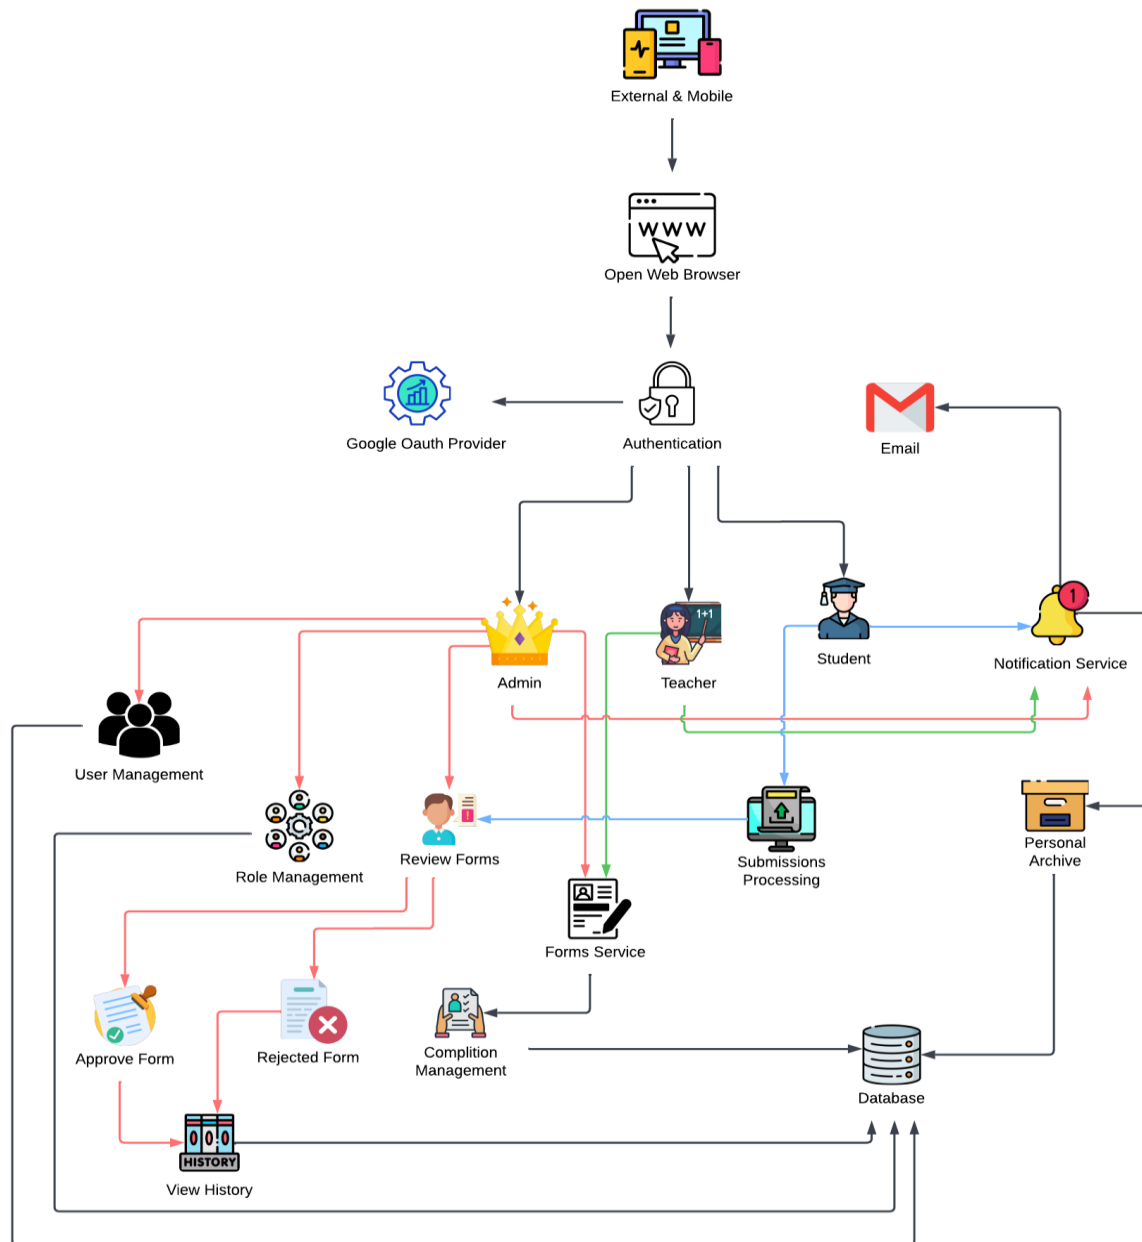 External & Mobile
WWW
Open Web Browser
Google Oauth Provider
Authentication
Email
1+1
1
Admin
Teacher
Student
Notification Service
User Management
Role Management
Review Forms
Submissions
Processing
Personal
Archive
Forms Service
Approve Form
Rejected Form
Complition
Management
Database
HISTORY
View History